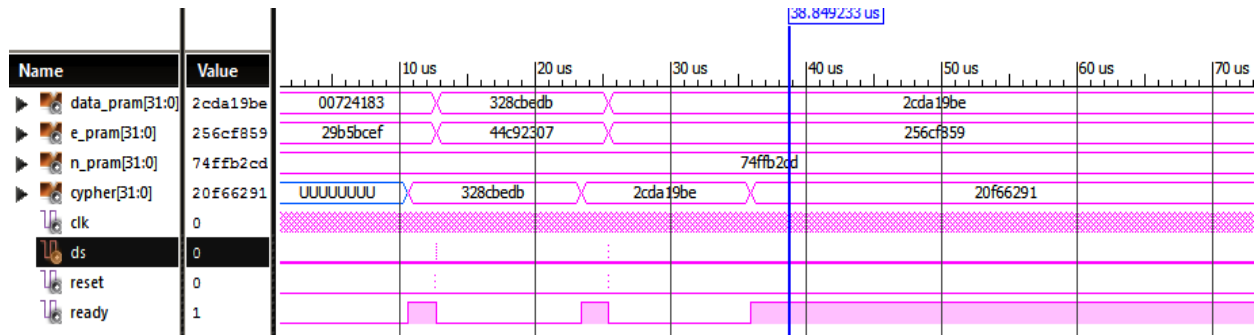 38.849233 us
Name Value 10 us 20 us 30 us 40 us 50 us 60 us 70 us
data_pram[31:0] 2cda19be 00724183 328cbedb 2cda19be
e_pram[31:0] 256cf859 29b5bcef 44c92307 256cf859
n_pram[31:0] 74ffb2cd 74ffb2cd
cypher[31:0] 20f66291 UUUUUUUU 328cbedb 2cda19be 20f66291
clk 0
ds 0
reset 0
ready 1